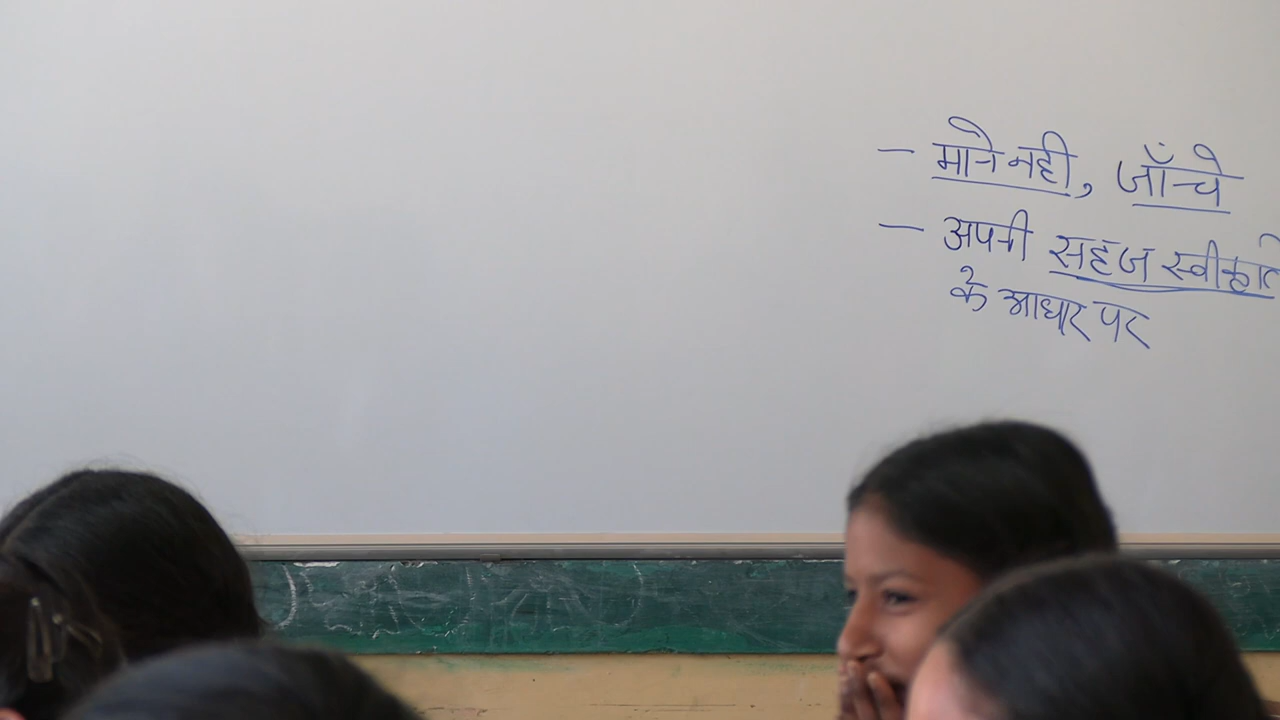 - माने नही, जाँचे
- अपनी सहज स्वीकृति
के आधार पर